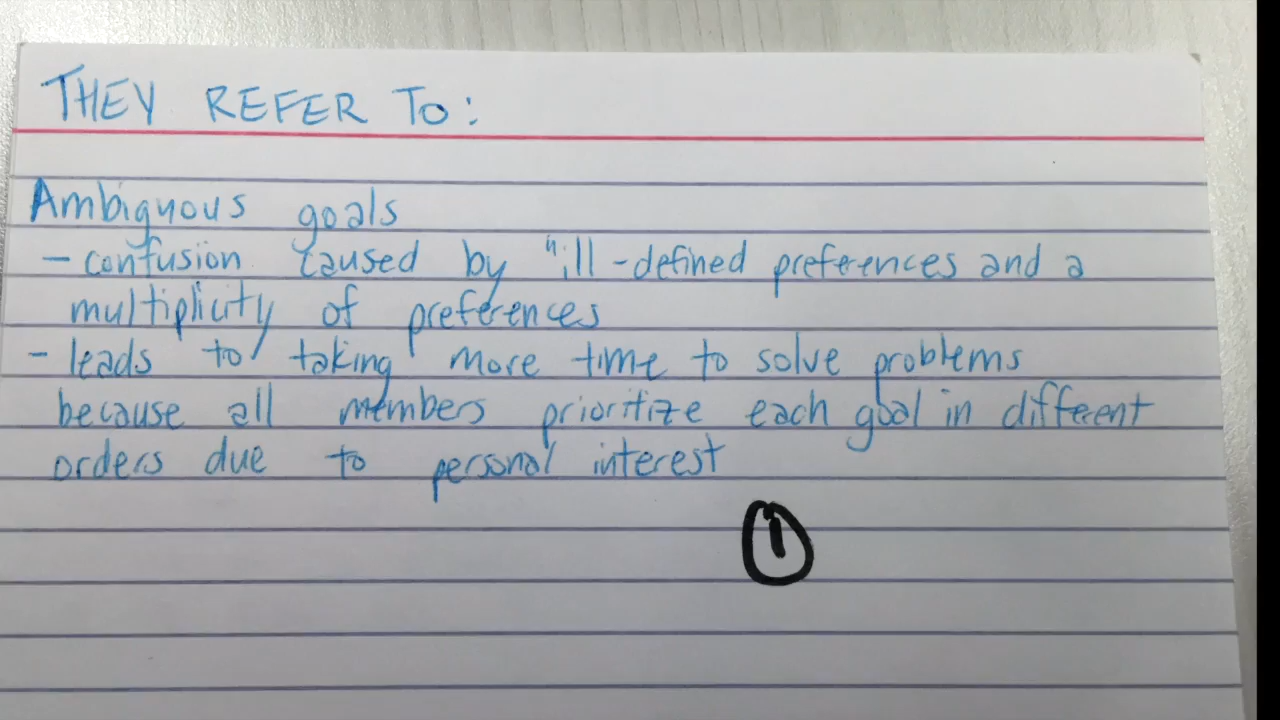 THEY REFER TO:
Ambiguous goals
- confusion caused by "ill-defined preferences and a
multiplicity of preferences
- leads to taking more time to solve problems
because all members prioritize each goal in different
orders due to personal interest
1